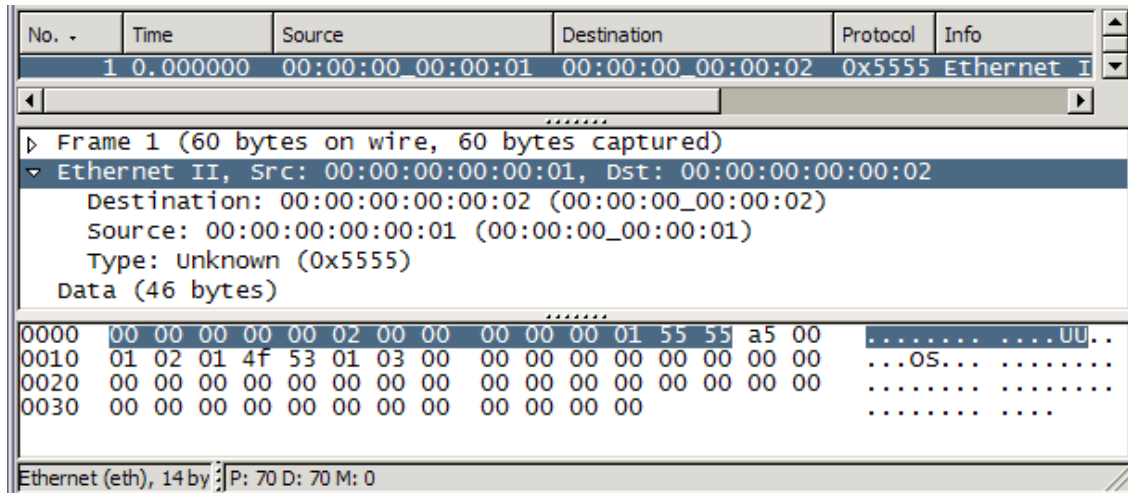 No. Time Source Destination Protocol Info
1 0.000000 00:00:00_00:00:01 00:00:00_00:00:02 0x5555 Ethernet I
Frame 1 (60 bytes on wire, 60 bytes captured)
Ethernet II, Src: 00:00:00:00:00:01, Dst: 00:00:00:00:00:02
Destination: 00:00:00:00:00:02 (00:00:00_00:00:02)
Source: 00:00:00:00:00:01 (00:00:00_00:00:01)
Type: Unknown (0x5555)
Data (46 bytes)
0000 00 00 00 00 00 02 00 00 00 00 00 01 55 55 a5 00 ........ ....UU..
0010 01 02 01 4f 53 01 03 00 00 00 00 00 00 00 00 00 ...OS... ........
0020 00 00 00 00 00 00 00 00 00 00 00 00 00 00 00 00 ........ ........
0030 00 00 00 00 00 00 00 00 00 00 00 00 ........ ....
Ethernet (eth), 14 by P: 70 D: 70 M: 0